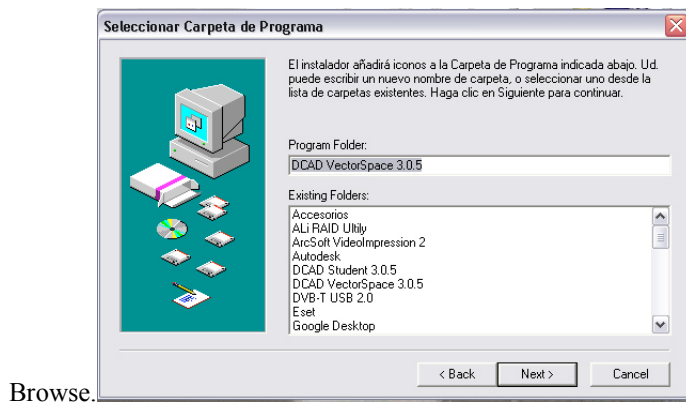 Seleccionar Carpeta de Programa
El instalador añadirá iconos a la Carpeta de Programa indicada abajo. Ud.
puede escribir un nuevo nombre de carpeta, o seleccionar uno desde la
lista de carpetas existentes. Haga clic en Siguiente para continuar.
Program Folder:
DCAD VectorSpace 3.0.5
Existing Folders:
Accesorios
ALi RAID Ultily
ArcSoft VideoImpression 2
Autodesk
DCAD Student 3.0.5
DCAD VectorSpace 3.0.5
DVB-T USB 2.0
Eset
Google Desktop
< Back Next > Cancel
Browse.